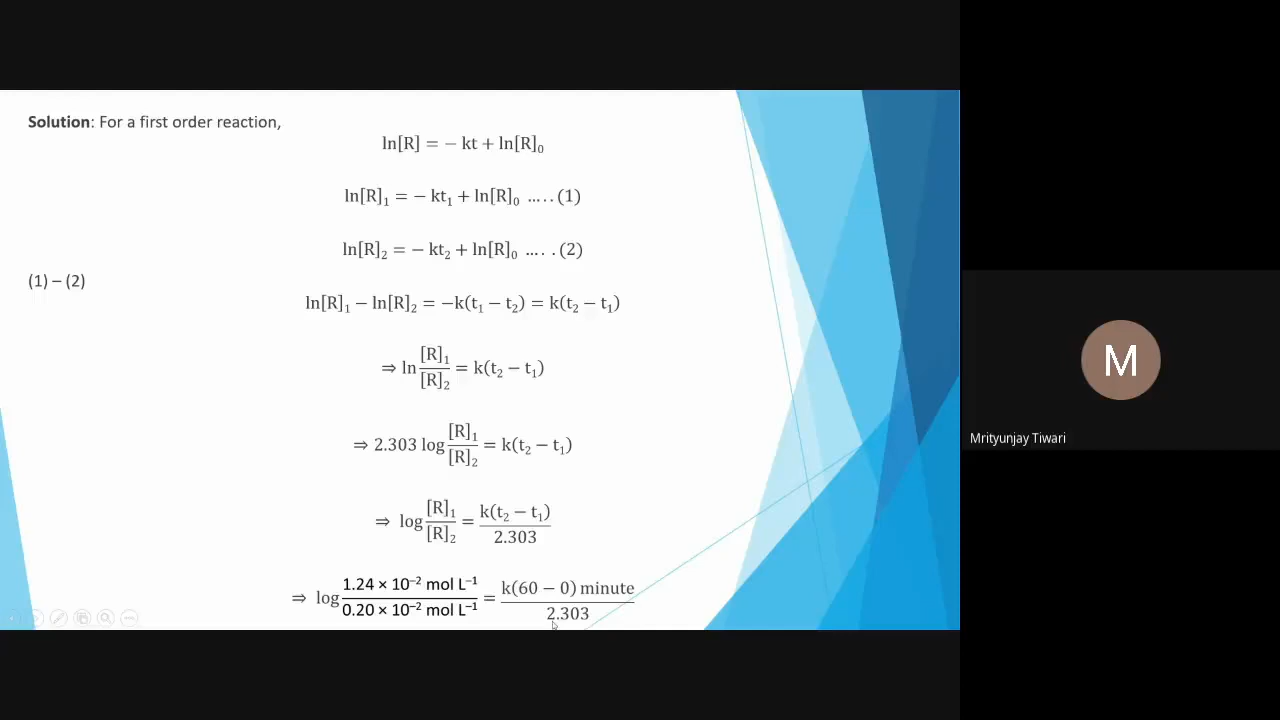 Solution: For a first order reaction,
ln[R] = − kt + ln[R]₀
ln[R]₁ = − kt₁ + ln[R]₀ ..... (1)
ln[R]₂ = − kt₂ + ln[R]₀ ..... (2)
(1) – (2)
ln[R]₁ − ln[R]₂ = −k(t₁ − t₂) = k(t₂ − t₁)
⇒ ln [R]₁/[R]₂ = k(t₂ − t₁)
⇒ 2.303 log [R]₁/[R]₂ = k(t₂ − t₁)
⇒ log [R]₁/[R]₂ = k(t₂ − t₁)/2.303
⇒ log 1.24 × 10⁻² mol L⁻¹/0.20 × 10⁻² mol L⁻¹ = k(60 − 0) minute/2.303
M
Mrityunjay Tiwari